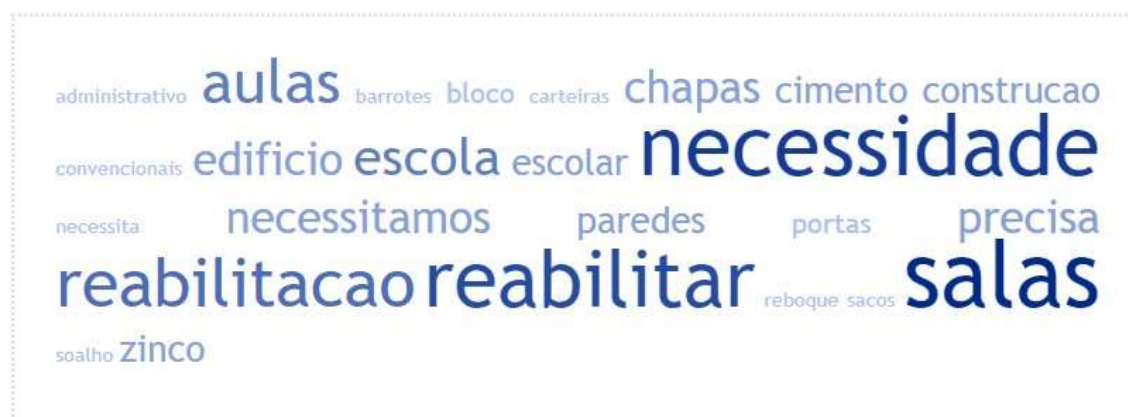 administrativo aulas barrotes bloco carteiras chapas cimento construcao
convencionais edificio escola escolar necessidade
necessita necessitamos paredes portas precisa
reabilitacao reabilitar reboque sacos salas
soalho zinco